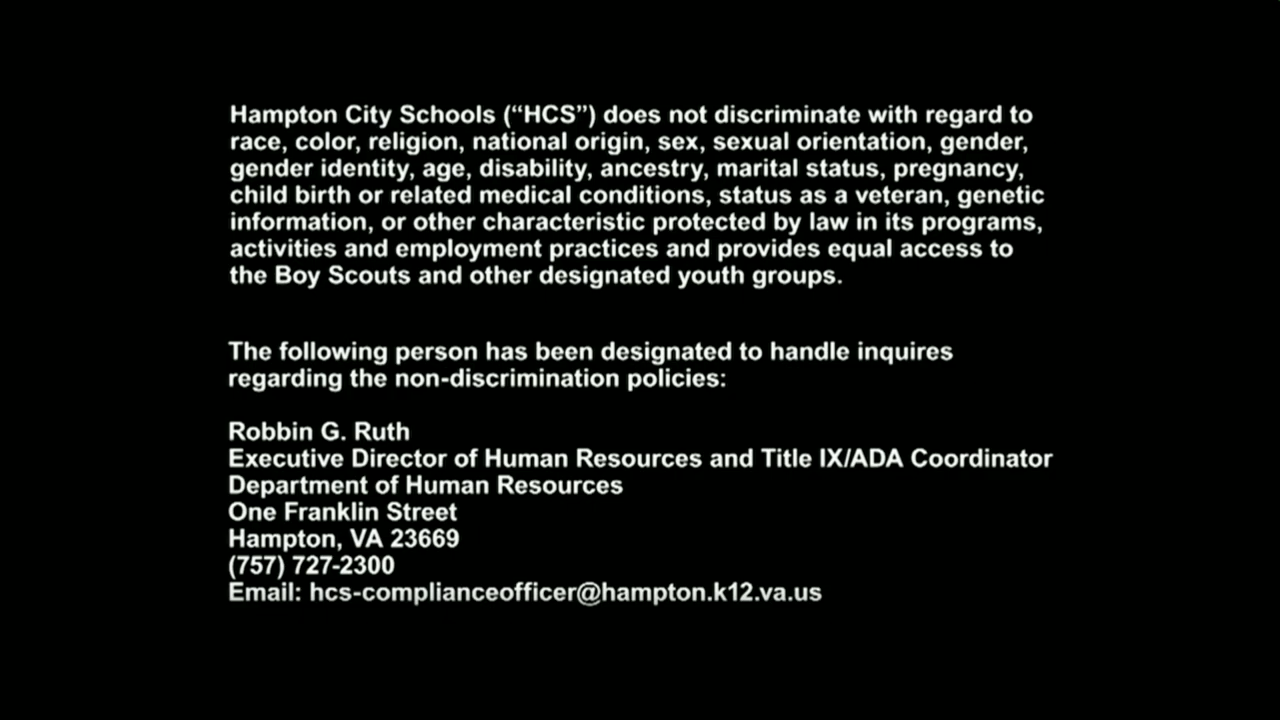 Hampton City Schools (“HCS”) does not discriminate with regard to
race, color, religion, national origin, sex, sexual orientation, gender,
gender identity, age, disability, ancestry, marital status, pregnancy,
child birth or related medical conditions, status as a veteran, genetic
information, or other characteristic protected by law in its programs,
activities and employment practices and provides equal access to
the Boy Scouts and other designated youth groups.
The following person has been designated to handle inquires
regarding the non-discrimination policies:
Robbin G. Ruth
Executive Director of Human Resources and Title IX/ADA Coordinator
Department of Human Resources
One Franklin Street
Hampton, VA 23669
(757) 727-2300
Email: hcs-complianceofficer@hampton.k12.va.us